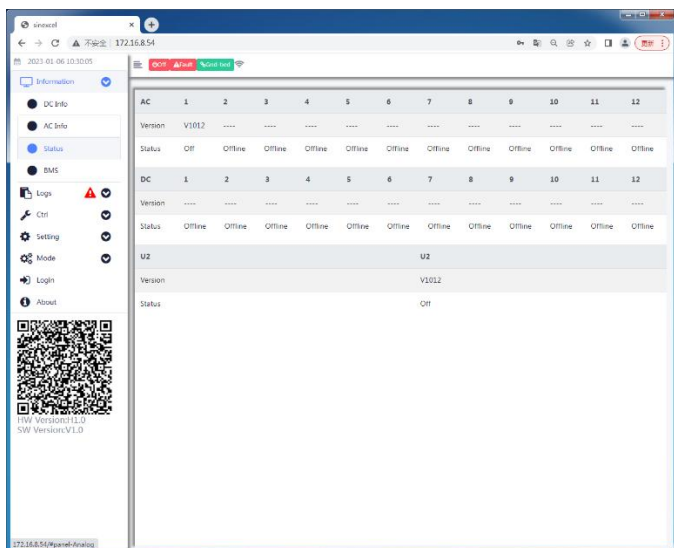 sinexcel
不安全 172.16.8.54
更新
2023-01-06 10:30:05
Off Fault Grid-tied
Information
DC Info
AC Info
Status
BMS
Logs
Ctrl
Setting
Mode
Login
About
HW Version:H1.0
SW Version:V1.0
AC 1 2 3 4 5 6 7 8 9 10 11 12
Version V1012 ---- ---- ---- ---- ---- ---- ---- ---- ---- ---- ----
Status Off Offline Offline Offline Offline Offline Offline Offline Offline Offline Offline Offline
DC 1 2 3 4 5 6 7 8 9 10 11 12
Version ---- ---- ---- ---- ---- ---- ---- ---- ---- ---- ---- ----
Status Offline Offline Offline Offline Offline Offline Offline Offline Offline Offline Offline Offline
U2 U2
Version V1012
Status Off
172.16.8.54/#panel-Analog